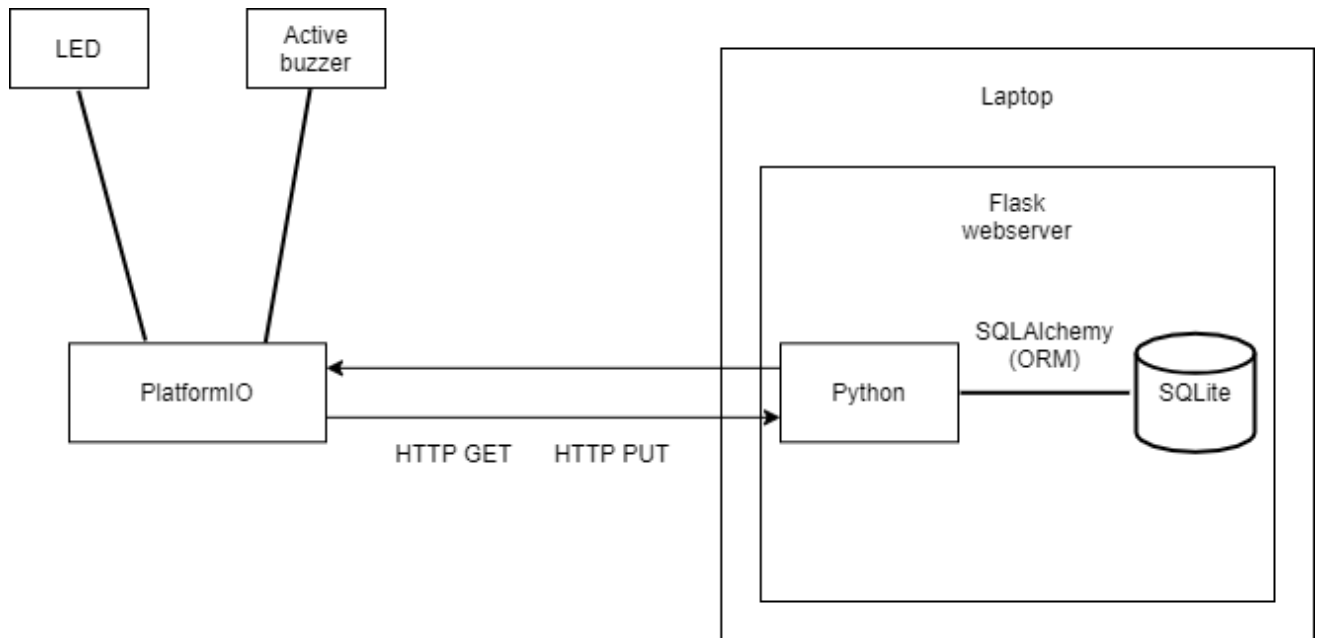 LED
Active
buzzer
Laptop
Flask
webserver
SQLAlchemy
(ORM)
PlatformIO
Python
SQLite
HTTP GET HTTP PUT